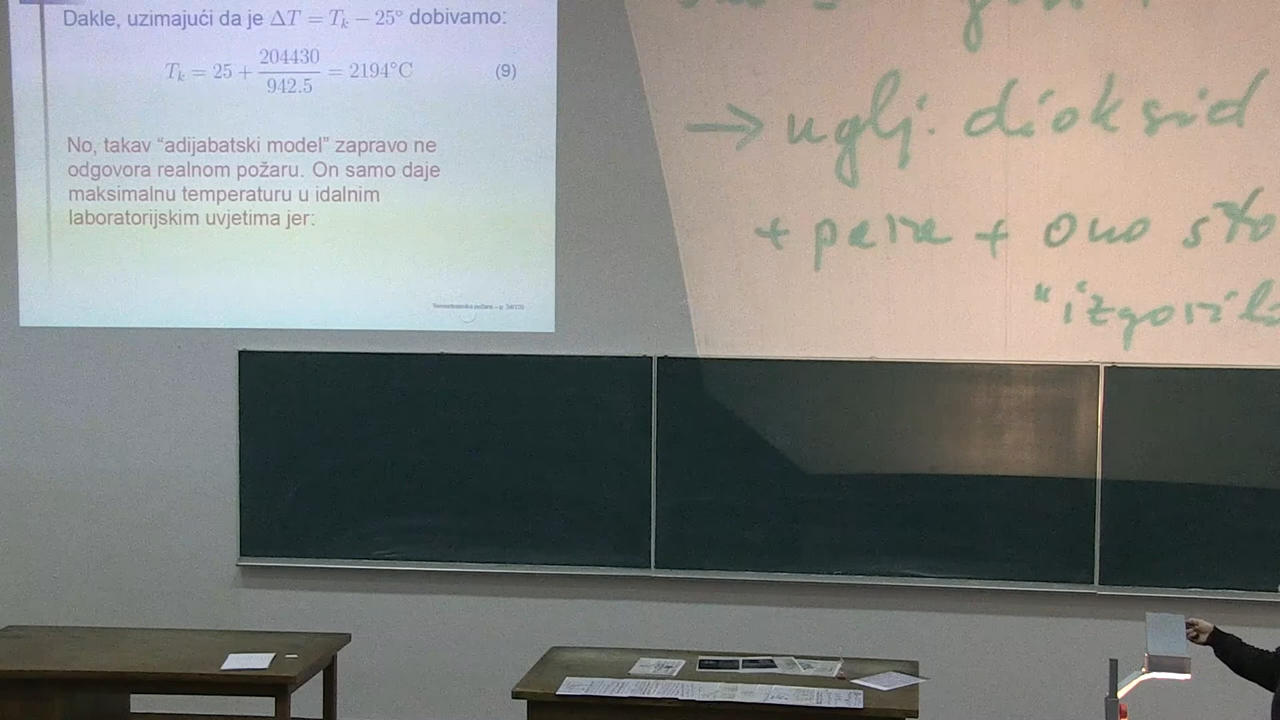 Dakle, uzimajući da je ΔT = T_k − 25° dobivamo:
T_k = 25 + 204430 / 942.5 = 2194°C (9)
No, takav “adijabatski model” zapravo ne
odgovora realnom požaru. On samo daje
maksimalnu temperaturu u idalnim
laboratorijskim uvjetima jer:
→ uglj. dioksid
+ para + ono što
"izgorilo